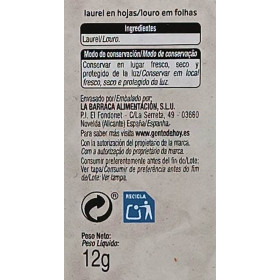 laurel en hojas/louro em folhas
Ingredientes
Laurel/Louro.
Modo de conservación/Modo de conservação
Conservar en lugar fresco, seco y
protegido de la luz/Conservar em local
fresco, seco e protegido da luz.
Envasado por/Embalado por:
LA BARRACA ALIMENTACIÓN, S.L.U.
P.I. El Fondonet - C/La Serreta, 49 - 03660
Novelda (Alicante) España/Espanha.
Para saber más visita www.gentodehoy.es
Con la autorización del propietario de la marca.
Com a autorização do proprietário da marca.
Consumir preferentemente antes del fin de/Lote:
Ver tapa/Consumir de preferência antes do fim
de/Lote: Ver tampa.
RECICLA
Peso Neto:
Peso Líquido:
12g